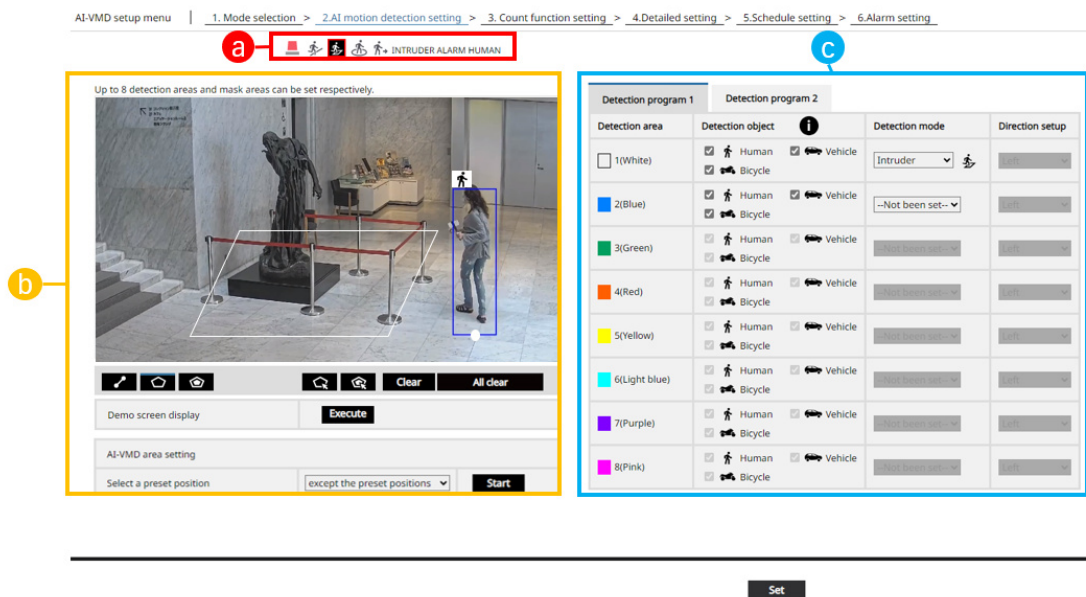 AI-VMD setup menu | 1. Mode selection > 2.AI motion detection setting > 3. Count function setting > 4.Detailed setting > 5.Schedule setting > 6.Alarm setting
a
INTRUDER ALARM HUMAN
c
Up to 8 detection areas and mask areas can be set respectively.
b
Clear
All clear
Demo screen display
Execute
AI-VMD area setting
Select a preset position
except the preset positions
Start
Detection program 1
Detection program 2
Detection area
Detection object
i
Detection mode
Direction setup
1(White)
Human
Vehicle
Bicycle
Intruder
Left
2(Blue)
Human
Vehicle
Bicycle
--Not been set--
Left
3(Green)
Human
Vehicle
Bicycle
--Not been set--
Left
4(Red)
Human
Vehicle
Bicycle
--Not been set--
Left
5(Yellow)
Human
Vehicle
Bicycle
--Not been set--
Left
6(Light blue)
Human
Vehicle
Bicycle
--Not been set--
Left
7(Purple)
Human
Vehicle
Bicycle
--Not been set--
Left
8(Pink)
Human
Vehicle
Bicycle
--Not been set--
Left
Set